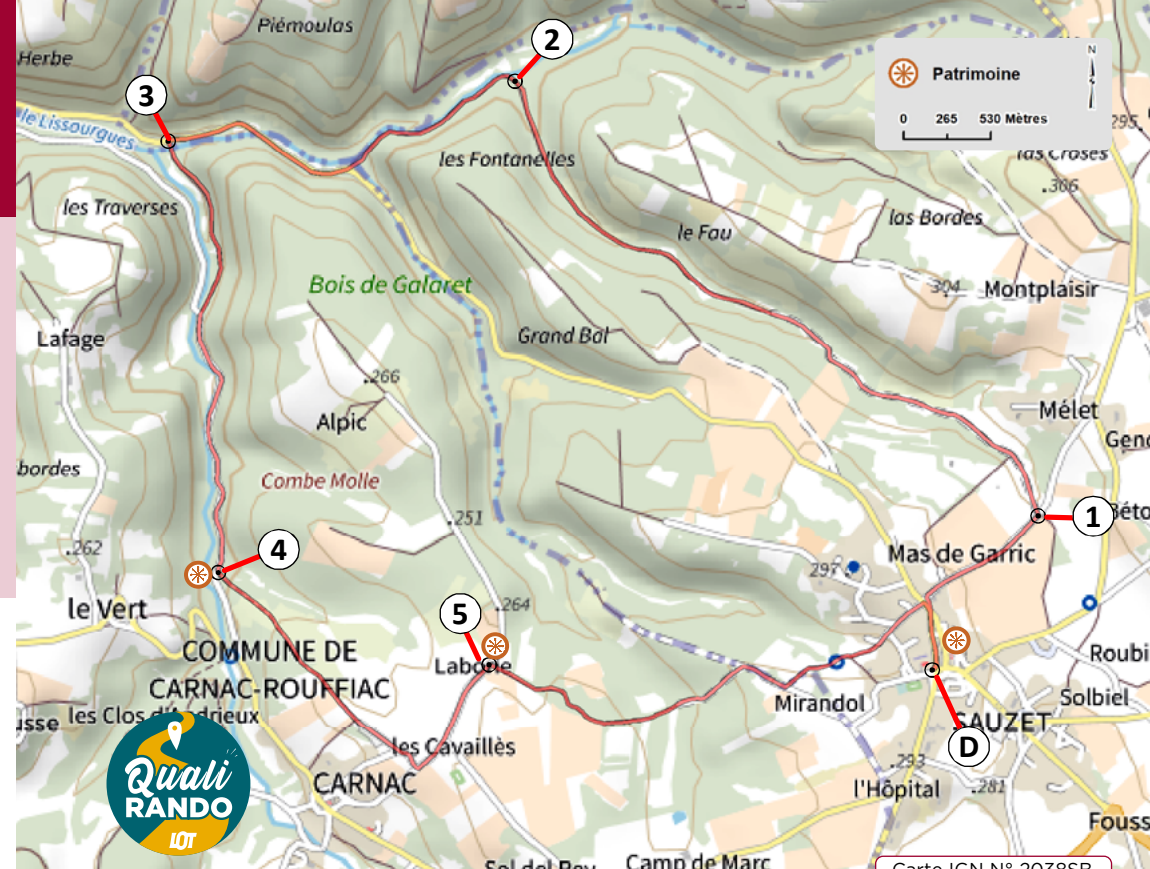 Piémoulas
Herbe
2
3
le Lissourgues
N
Patrimoine
0 265 530 Mètres
295
las Croses
.306
les Fontanelles
les Traverses
las Bordes
le Fau
Bois de Galaret
304
Montplaisir
Lafage
Grand Bal
.266
Alpic
Mélet
bordes
Combe Molle
.251
1
.262
4
Mas de Garric
297.
le Vert
5
.264
COMMUNE DE
CARNAC-ROUFFIAC
Laborie
Roubi
Mirandol
Solbiel
usse
les Clos d'Andrieux
SAUZET
D
les Cavaillès
CARNAC
.293
l'Hôpital
.281
Quali
RANDO
LOT
Fouss
Sol del Rey
Camp de Marc
Carte IGN N° 2038SB